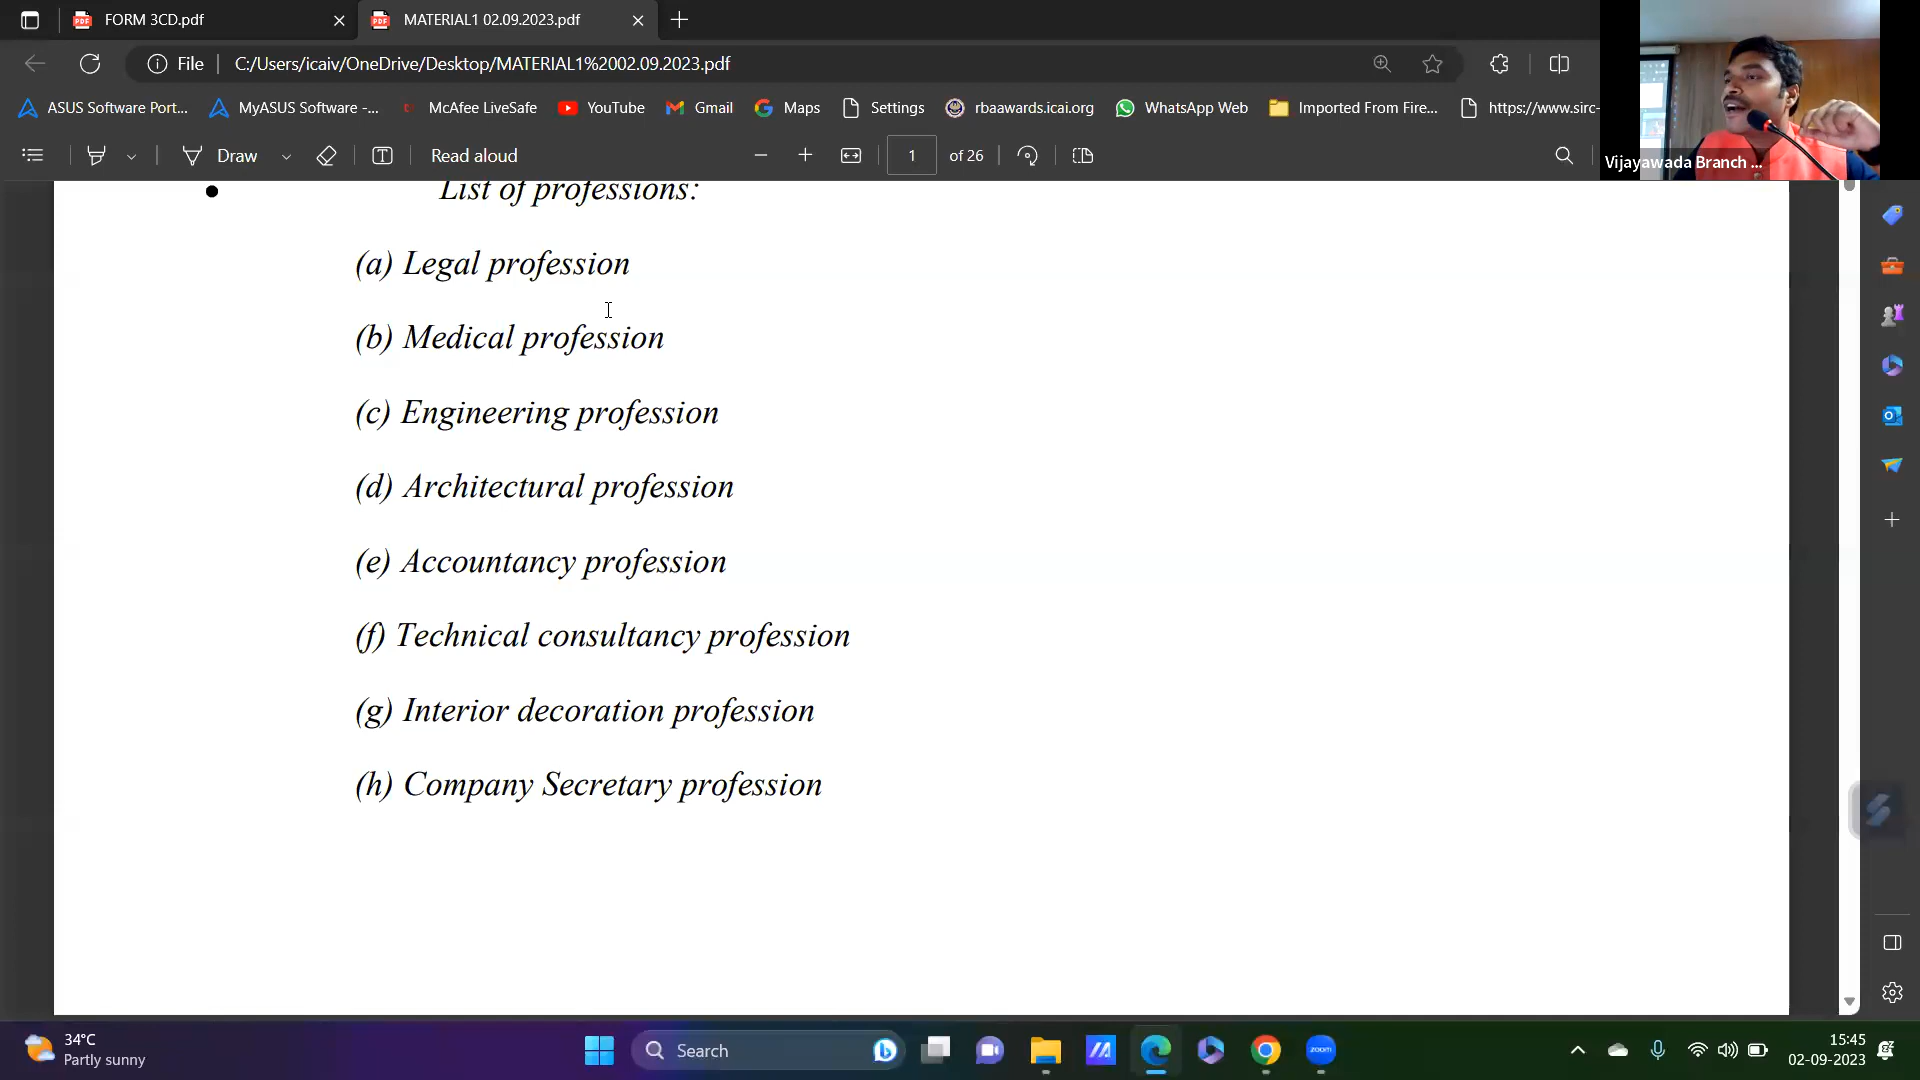 FORM 3CD.pdf
MATERIAL1 02.09.2023.pdf
File
C:/Users/icaiv/OneDrive/Desktop/MATERIAL1%2002.09.2023.pdf
ASUS Software Port...
MyASUS Software -...
McAfee LiveSafe
YouTube
Gmail
Maps
Settings
rbaawards.icai.org
WhatsApp Web
Imported From Fire...
https://www.sirc-
Draw
Read aloud
1 of 26
Vijayawada Branch ...
• List of professions:
(a) Legal profession
(b) Medical profession
(c) Engineering profession
(d) Architectural profession
(e) Accountancy profession
(f) Technical consultancy profession
(g) Interior decoration profession
(h) Company Secretary profession
34°C
Partly sunny
Search
zoom
15:45
02-09-2023